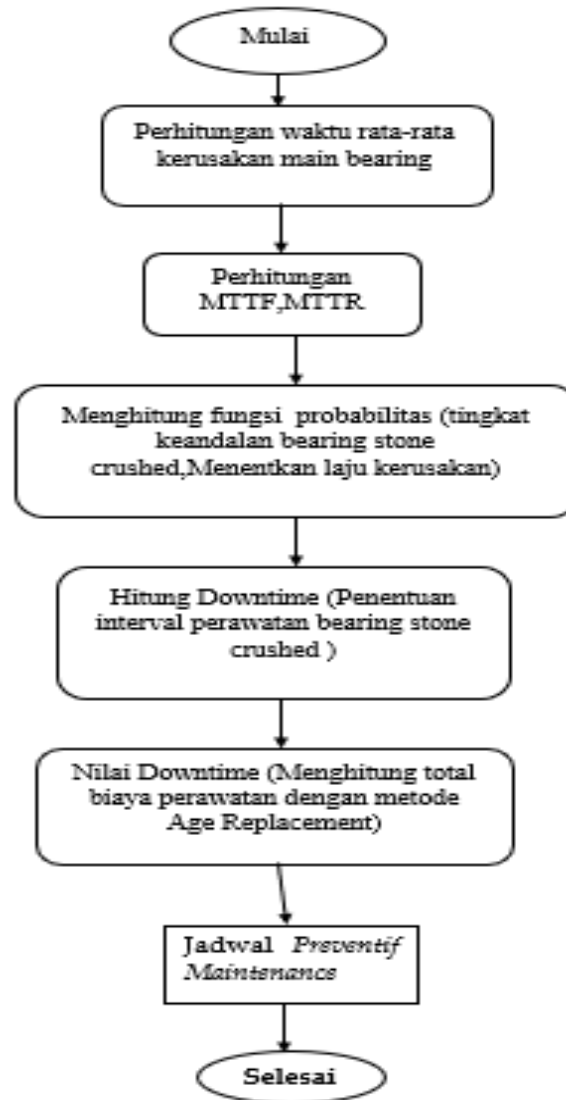 Mulai
Perhitungan waktu rata-rata
kerusakan main bearing
Perhitungan
MTTF,MTTR
Menghitung fungsi probabilitas (tingkat
keandalan bearing stone
crushed,Menentkan laju kerusakan)
Hitung Downtime (Penentuan
interval perawatan bearing stone
crushed )
Nilai Downtime (Menghitung total
biaya perawatan dengan metode
Age Replacement)
Jadwal Preventif
Maintenance
Selesai